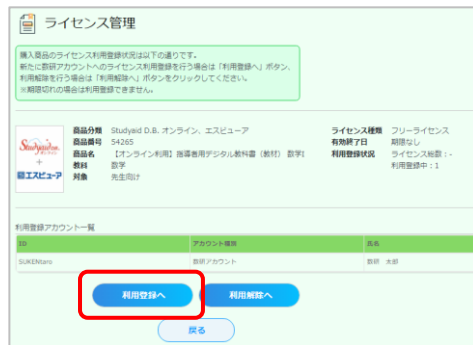 ライセンス管理
購入商品のライセンス利用登録状況は以下の通りです。
新たに数研アカウントへのライセンス利用登録を行う場合は「利用登録へ」ボタン、
利用解除を行う場合は「利用解除へ」ボタンをクリックしてください。
※期限切れの場合は利用登録できません。
商品分類 Studyaid D.B. オンライン、エスビューア
ライセンス種類 フリーライセンス
商品番号 54265
有効終了日 期限なし
商品名 【オンライン利用】指導者用デジタル教科書（教材） 数学I
利用登録状況 ライセンス総数：-
教科 数学
利用登録中：1
対象 先生向け
Studyaid D.B.
+
エスビューア
利用登録アカウント一覧
ID アカウント種類 氏名
SUKENtaro 数研アカウント 数研 太郎
利用登録へ 利用解除へ
戻る